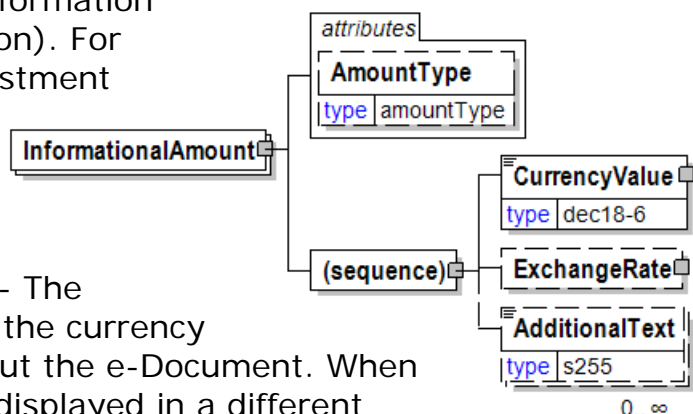 formation
on). For
stment
attributes
AmountType
type amountType
InformationalAmount
CurrencyValue
type dec18-6
(sequence)
ExchangeRate
AdditionalText
type s255
0 ∞
- The
the currency
ut the e-Document. When
displayed in a different